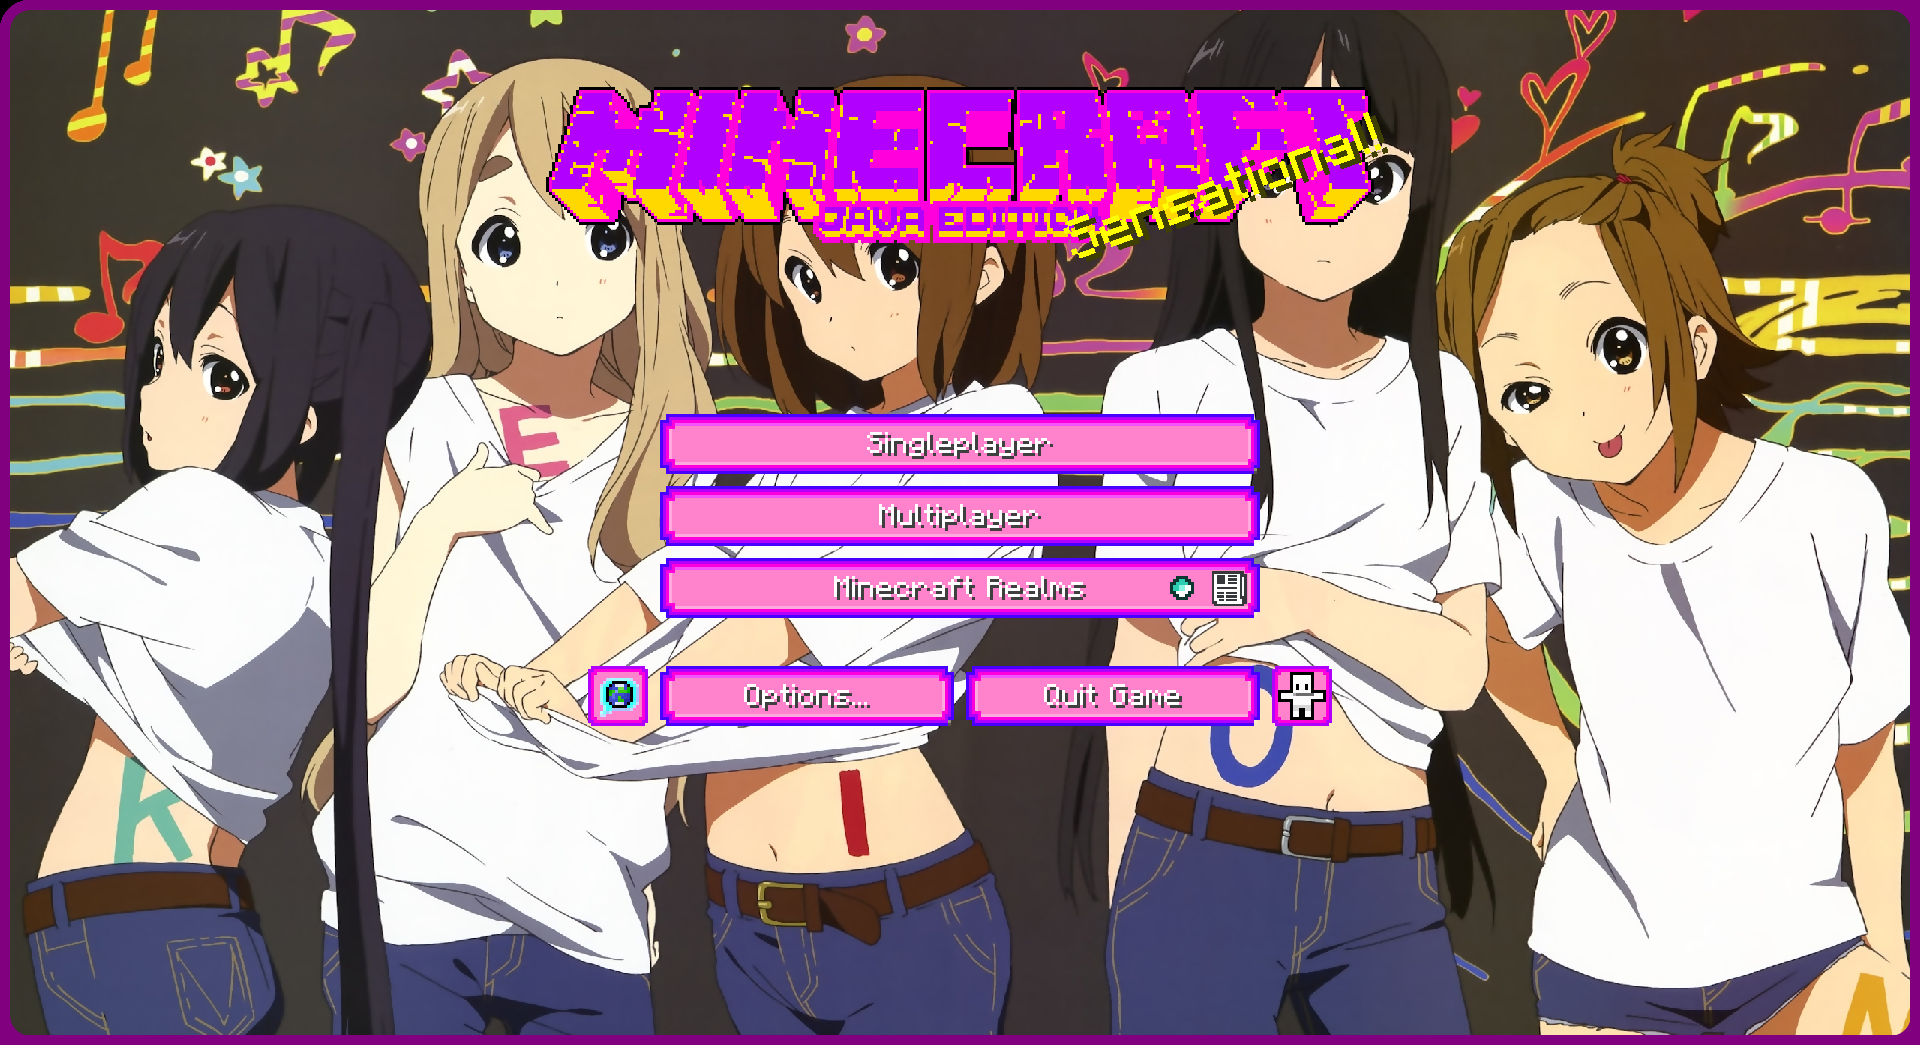 MINECRAFT
JAVA EDITION
Sensational!!
E
Singleplayer
Multiplayer
Minecraft Realms
Options...
Quit Game
K
I
O
N